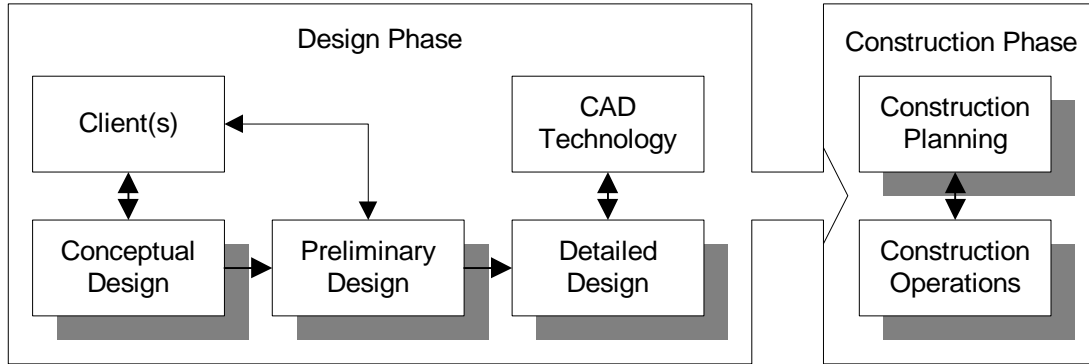 Design Phase
Client(s)
CAD
Technology
Conceptual
Design
Preliminary
Design
Detailed
Design
Construction Phase
Construction
Planning
Construction
Operations